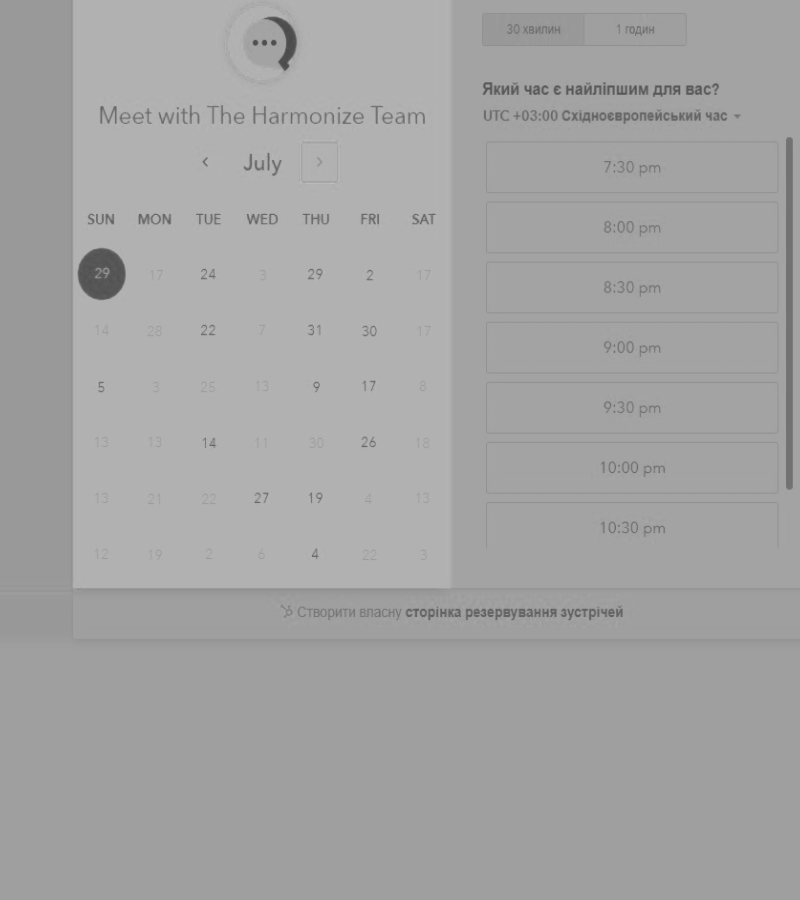 Meet with The Harmonize Team
July
SUN MON TUE WED THU FRI SAT
29 17 24 3 29 2 17
14 28 22 7 31 30 17
5 3 25 13 9 17 8
13 13 14 11 30 26 18
13 21 22 27 19 4 13
12 19 2 6 4 22 3
30 хвилин 1 годин
Який час є найліпшим для вас?
UTC +03:00 Східноєвропейський час
7:30 pm
8:00 pm
8:30 pm
9:00 pm
9:30 pm
10:00 pm
10:30 pm
Створити власну сторінка резервування зустрічей